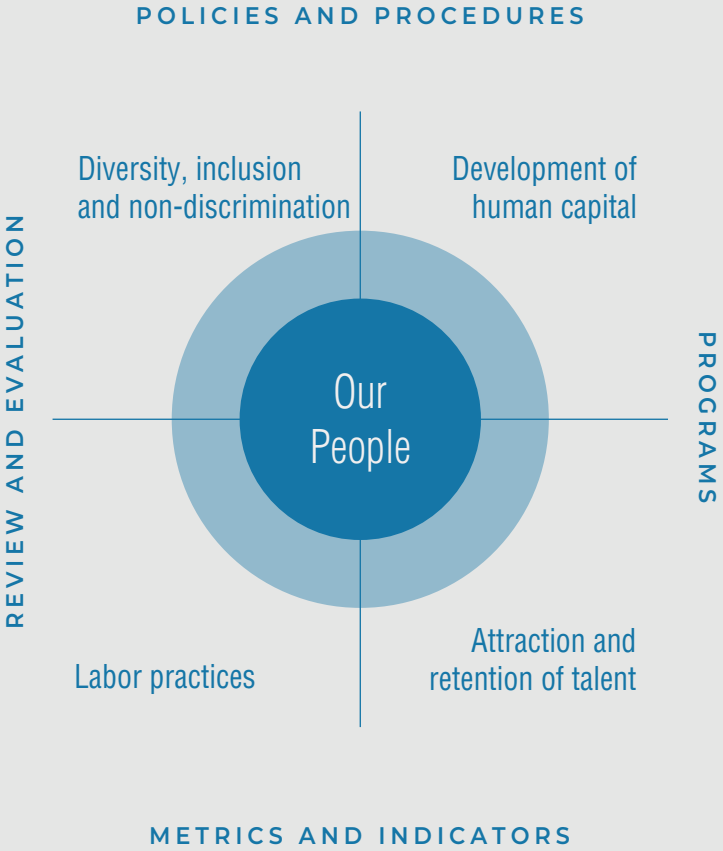 POLICIES AND PROCEDURES
Diversity, inclusion
and non-discrimination
Development of
human capital
REVIEW AND EVALUATION
Our
People
PROGRAMS
Labor practices
Attraction and
retention of talent
METRICS AND INDICATORS